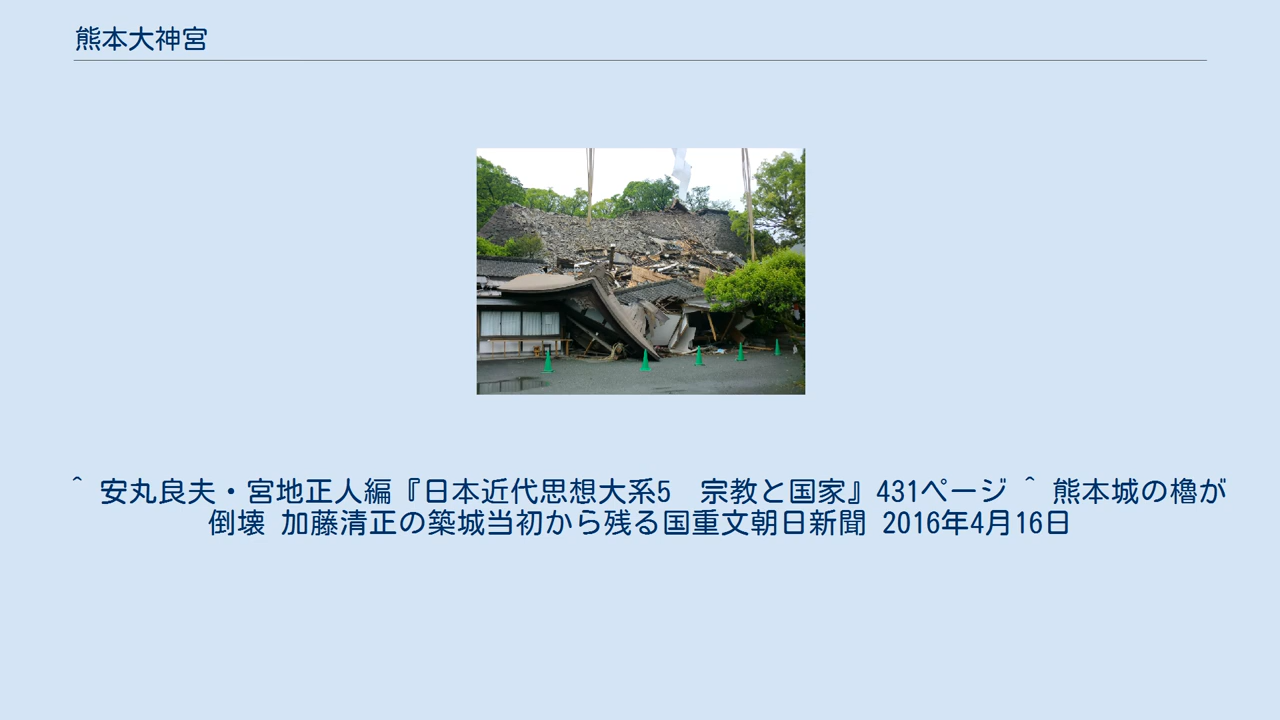 熊本大神宮
^ 安丸良夫・宮地正人編『日本近代思想大系5　宗教と国家』431ページ ^ 熊本城の櫓が
倒壊 加藤清正の築城当初から残る国重文朝日新聞 2016年4月16日